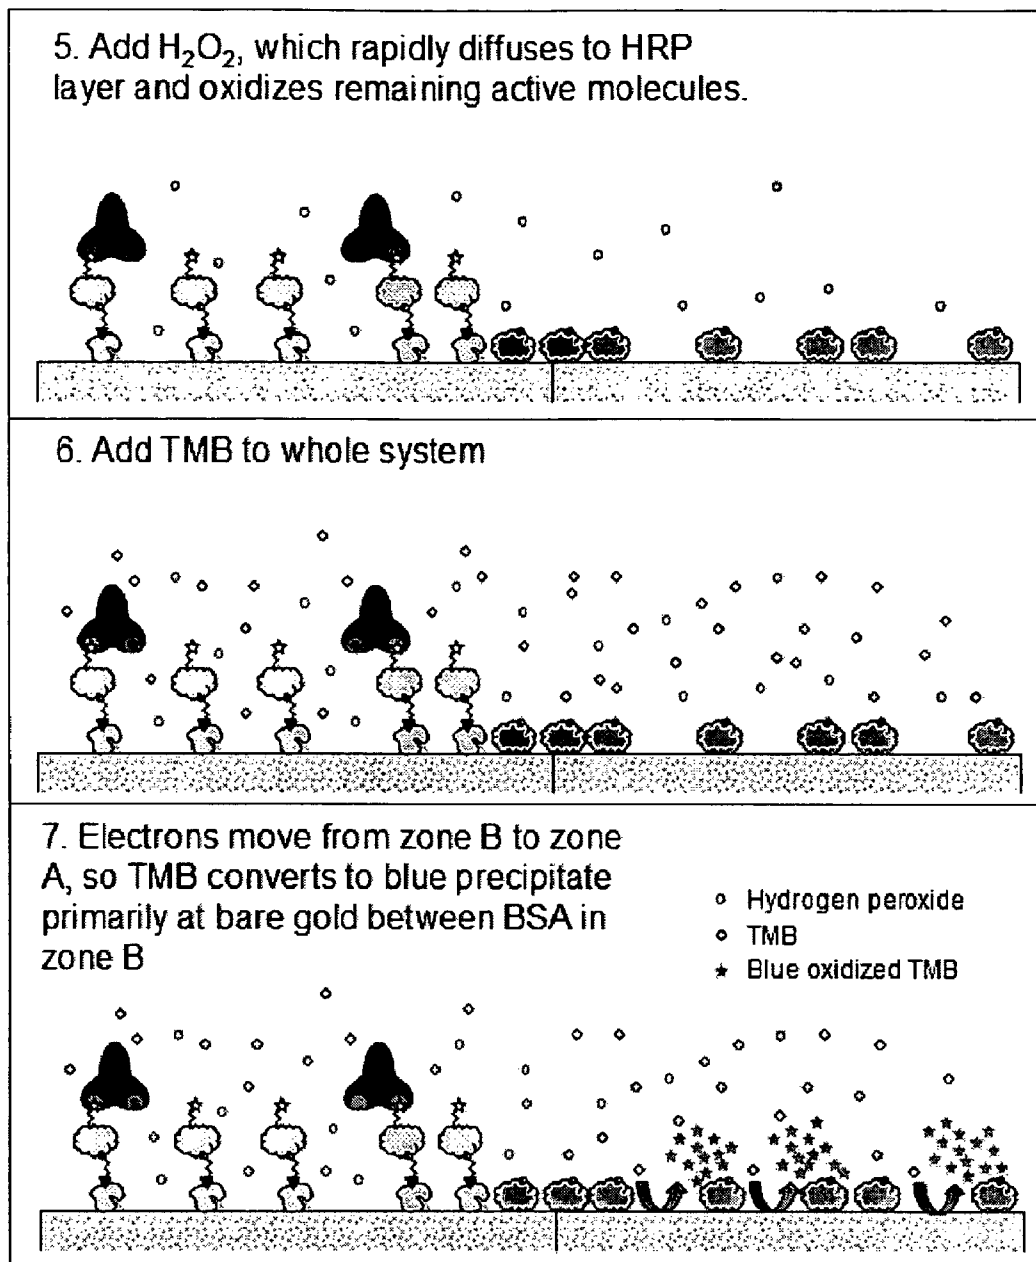 5. Add H₂O₂, which rapidly diffuses to HRP
layer and oxidizes remaining active molecules.
6. Add TMB to whole system
7. Electrons move from zone B to zone
A, so TMB converts to blue precipitate
primarily at bare gold between BSA in
zone B
Hydrogen peroxide
TMB
Blue oxidized TMB